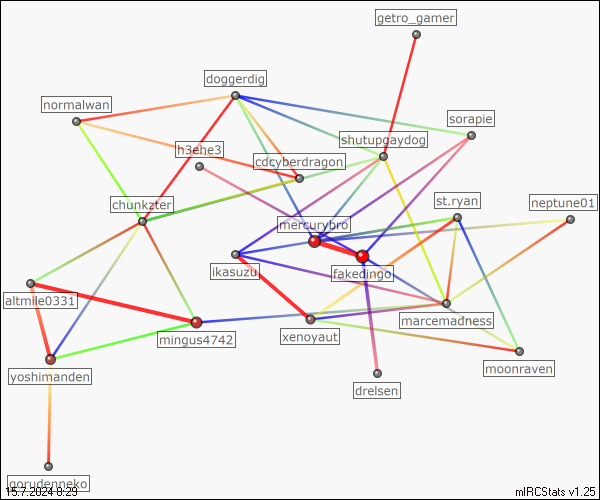 getro_gamer
doggerdig
normalwan
sorapie
shutupgaydog
h3ehe3
cdcyberdragon
chunkzter
st.ryan
neptune01
mercurybro
ikasuzu
fakedingo
altmile0331
marcemadness
mingus4742
xenoyaut
moonraven
yoshimanden
drelsen
gorudenneko
15.7.2024 8:29
mIRCStats v1.25